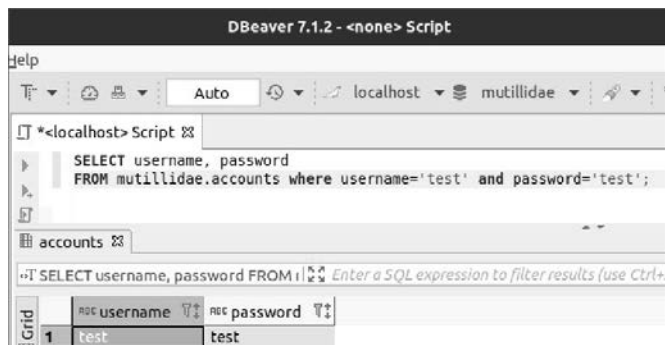 DBeaver 7.1.2 - <none> Script
Help
Auto localhost mutillidae
*<localhost> Script
SELECT username, password
FROM mutillidae.accounts where username='test' and password='test';
accounts
SELECT username, password FROM Enter a SQL expression to filter results (use Ctrl+
Grid
ABC username ABC password
1 test test